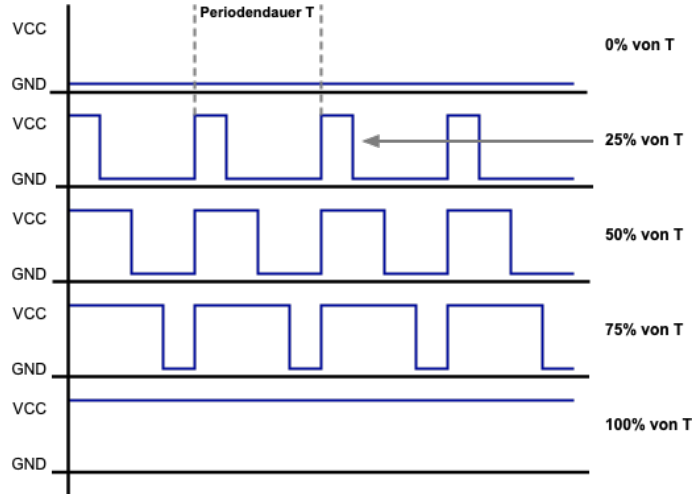 Periodendauer T
VCC
0% von T
GND
VCC
25% von T
GND
VCC
50% von T
GND
VCC
75% von T
GND
VCC
100% von T
GND